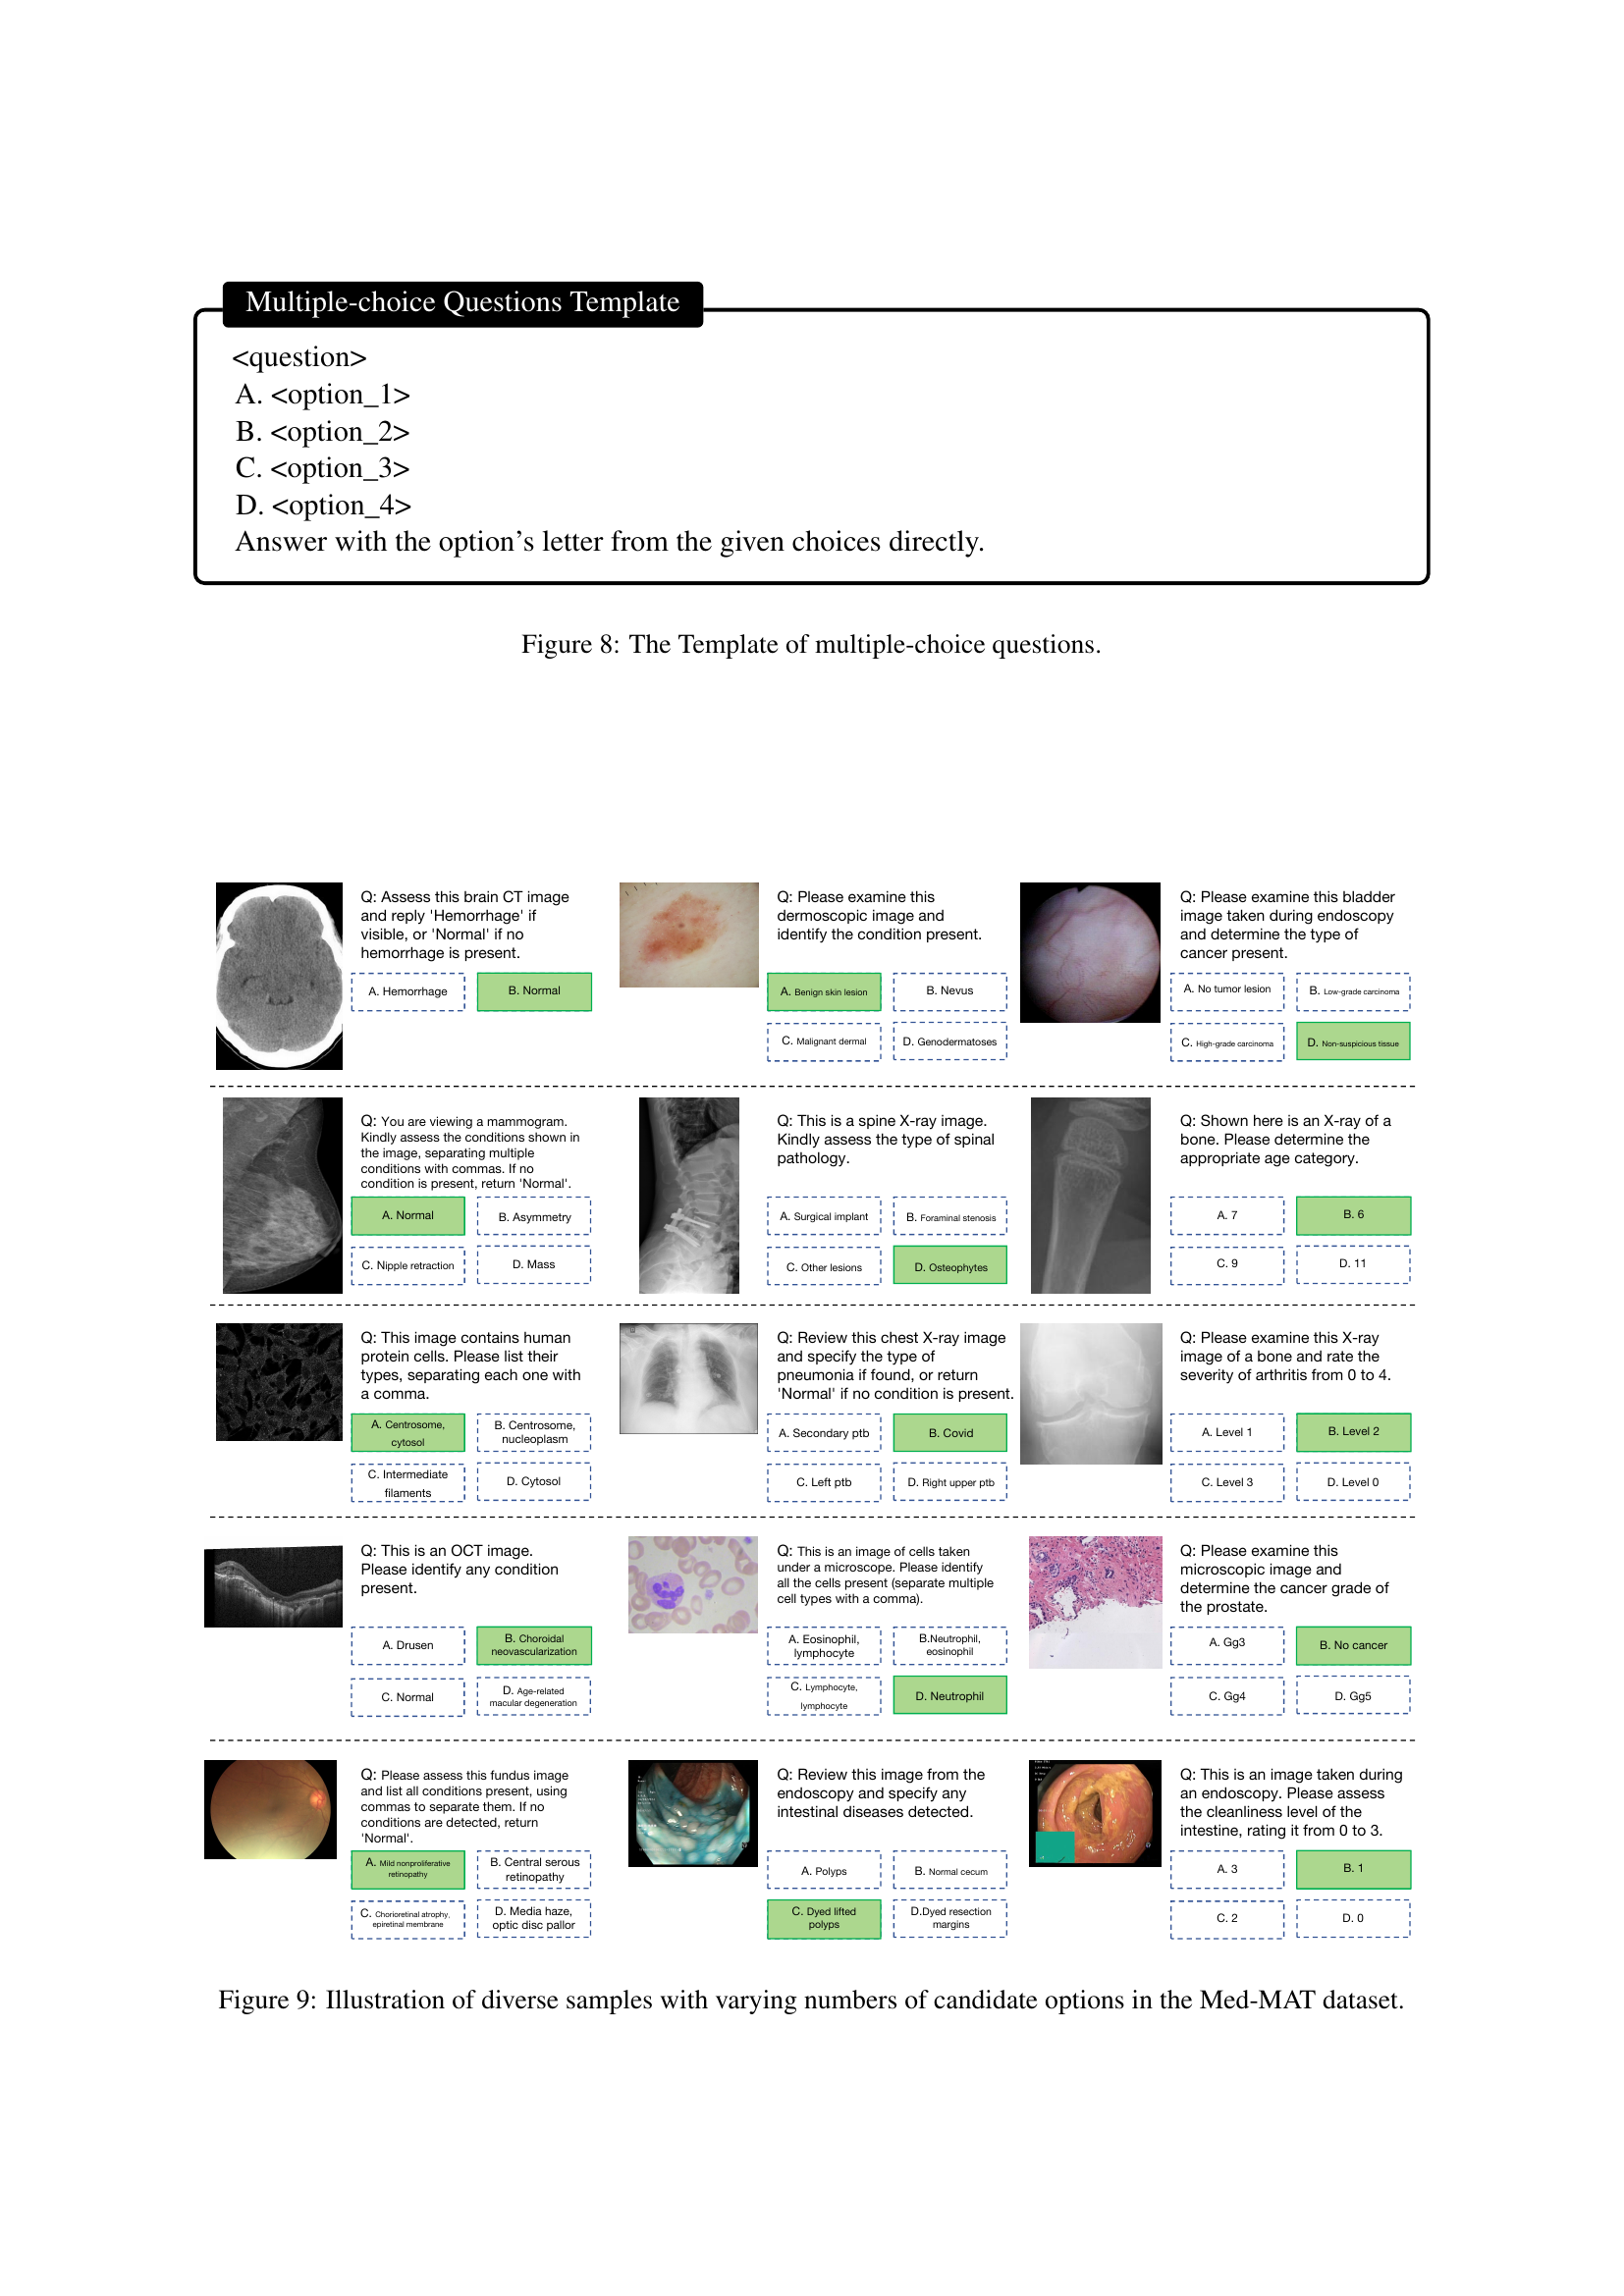 Multiple-choice Questions Template
<question>
A. <option_1>
B. <option_2>
C. <option_3>
D. <option_4>
Answer with the option’s letter from the given choices directly.
Figure 8: The Template of multiple-choice questions.
Q: Assess this brain CT image
and reply 'Hemorrhage' if
visible, or 'Normal' if no
hemorrhage is present.
A. Hemorrhage
B. Normal
Q: Please examine this
dermoscopic image and
identify the condition present.
A. Benign skin lesion
B. Nevus
C. Malignant dermal
D. Genodermatoses
Q: Please examine this bladder
image taken during endoscopy
and determine the type of
cancer present.
A. No tumor lesion
B. Low-grade carcinoma
C. High-grade carcinoma
D. Non-suspicious tissue
Q: You are viewing a mammogram.
Kindly assess the conditions shown in
the image, separating multiple
conditions with commas. If no
condition is present, return 'Normal'.
A. Normal
B. Asymmetry
C. Nipple retraction
D. Mass
Q: This is a spine X-ray image.
Kindly assess the type of spinal
pathology.
A. Surgical implant
B. Foraminal stenosis
C. Other lesions
D. Osteophytes
Q: Shown here is an X-ray of a
bone. Please determine the
appropriate age category.
A. 7
B. 6
C. 9
D. 11
Q: This image contains human
protein cells. Please list their
types, separating each one with
a comma.
A. Centrosome,
cytosol
B. Centrosome,
nucleoplasm
C. Intermediate
filaments
D. Cytosol
Q: Review this chest X-ray image
and specify the type of
pneumonia if found, or return
'Normal' if no condition is present.
A. Secondary ptb
B. Covid
C. Left ptb
D. Right upper ptb
Q: Please examine this X-ray
image of a bone and rate the
severity of arthritis from 0 to 4.
A. Level 1
B. Level 2
C. Level 3
D. Level 0
Q: This is an OCT image.
Please identify any condition
present.
A. Drusen
B. Choroidal
neovascularization
C. Normal
D. Age-related
macular degeneration
Q: This is an image of cells taken
under a microscope. Please identify
all the cells present (separate multiple
cell types with a comma).
A. Eosinophil,
lymphocyte
B.Neutrophil,
eosinophil
C. Lymphocyte,
lymphocyte
D. Neutrophil
Q: Please examine this
microscopic image and
determine the cancer grade of
the prostate.
A. Gg3
B. No cancer
C. Gg4
D. Gg5
Q: Please assess this fundus image
and list all conditions present, using
commas to separate them. If no
conditions are detected, return
'Normal'.
A. Mild nonproliferative
retinopathy
B. Central serous
retinopathy
C. Chorioretinal atrophy,
epiretinal membrane
D. Media haze,
optic disc pallor
Q: Review this image from the
endoscopy and specify any
intestinal diseases detected.
A. Polyps
B. Normal cecum
C. Dyed lifted
polyps
D.Dyed resection
margins
Q: This is an image taken during
an endoscopy. Please assess
the cleanliness level of the
intestine, rating it from 0 to 3.
A. 3
B. 1
C. 2
D. 0
Figure 9: Illustration of diverse samples with varying numbers of candidate options in the Med-MAT dataset.